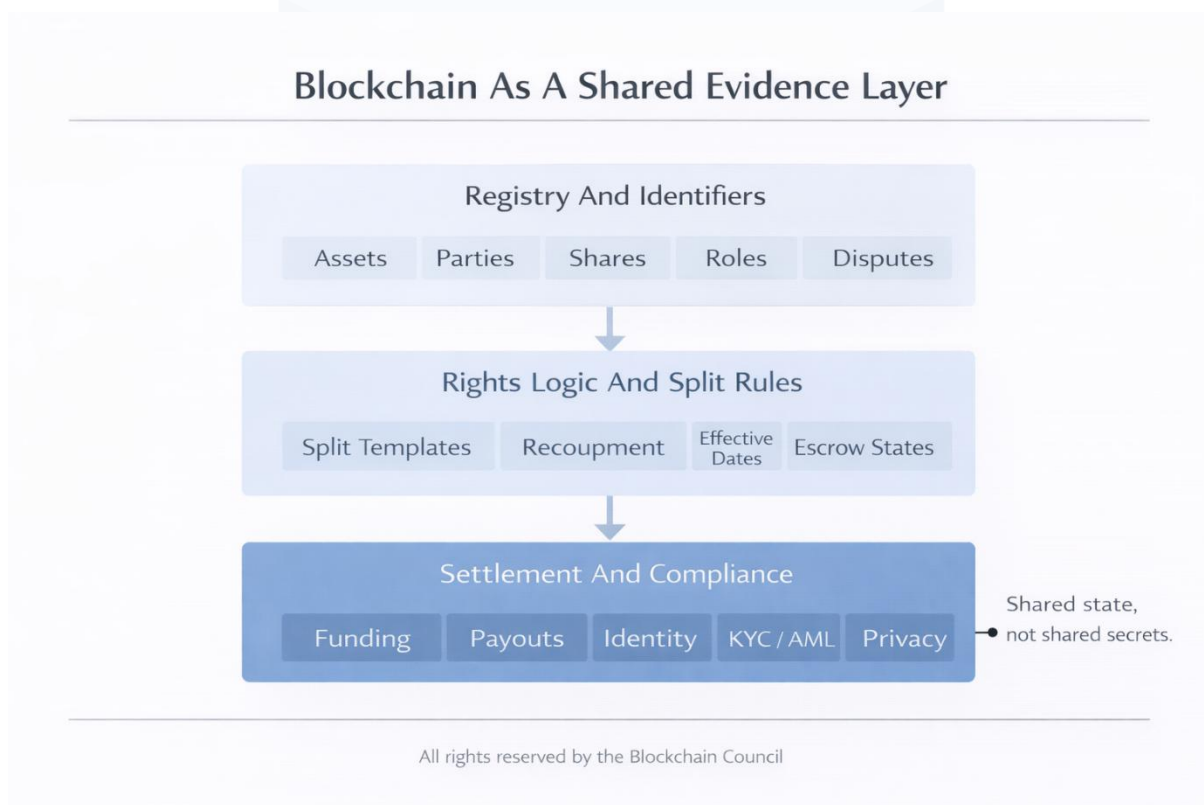 Blockchain As A Shared Evidence Layer
Registry And Identifiers
Assets Parties Shares Roles Disputes
Rights Logic And Split Rules
Split Templates Recoupment Effective Dates Escrow States
Settlement And Compliance
Funding Payouts Identity KYC / AML Privacy
Shared state,
not shared secrets.
All rights reserved by the Blockchain Council